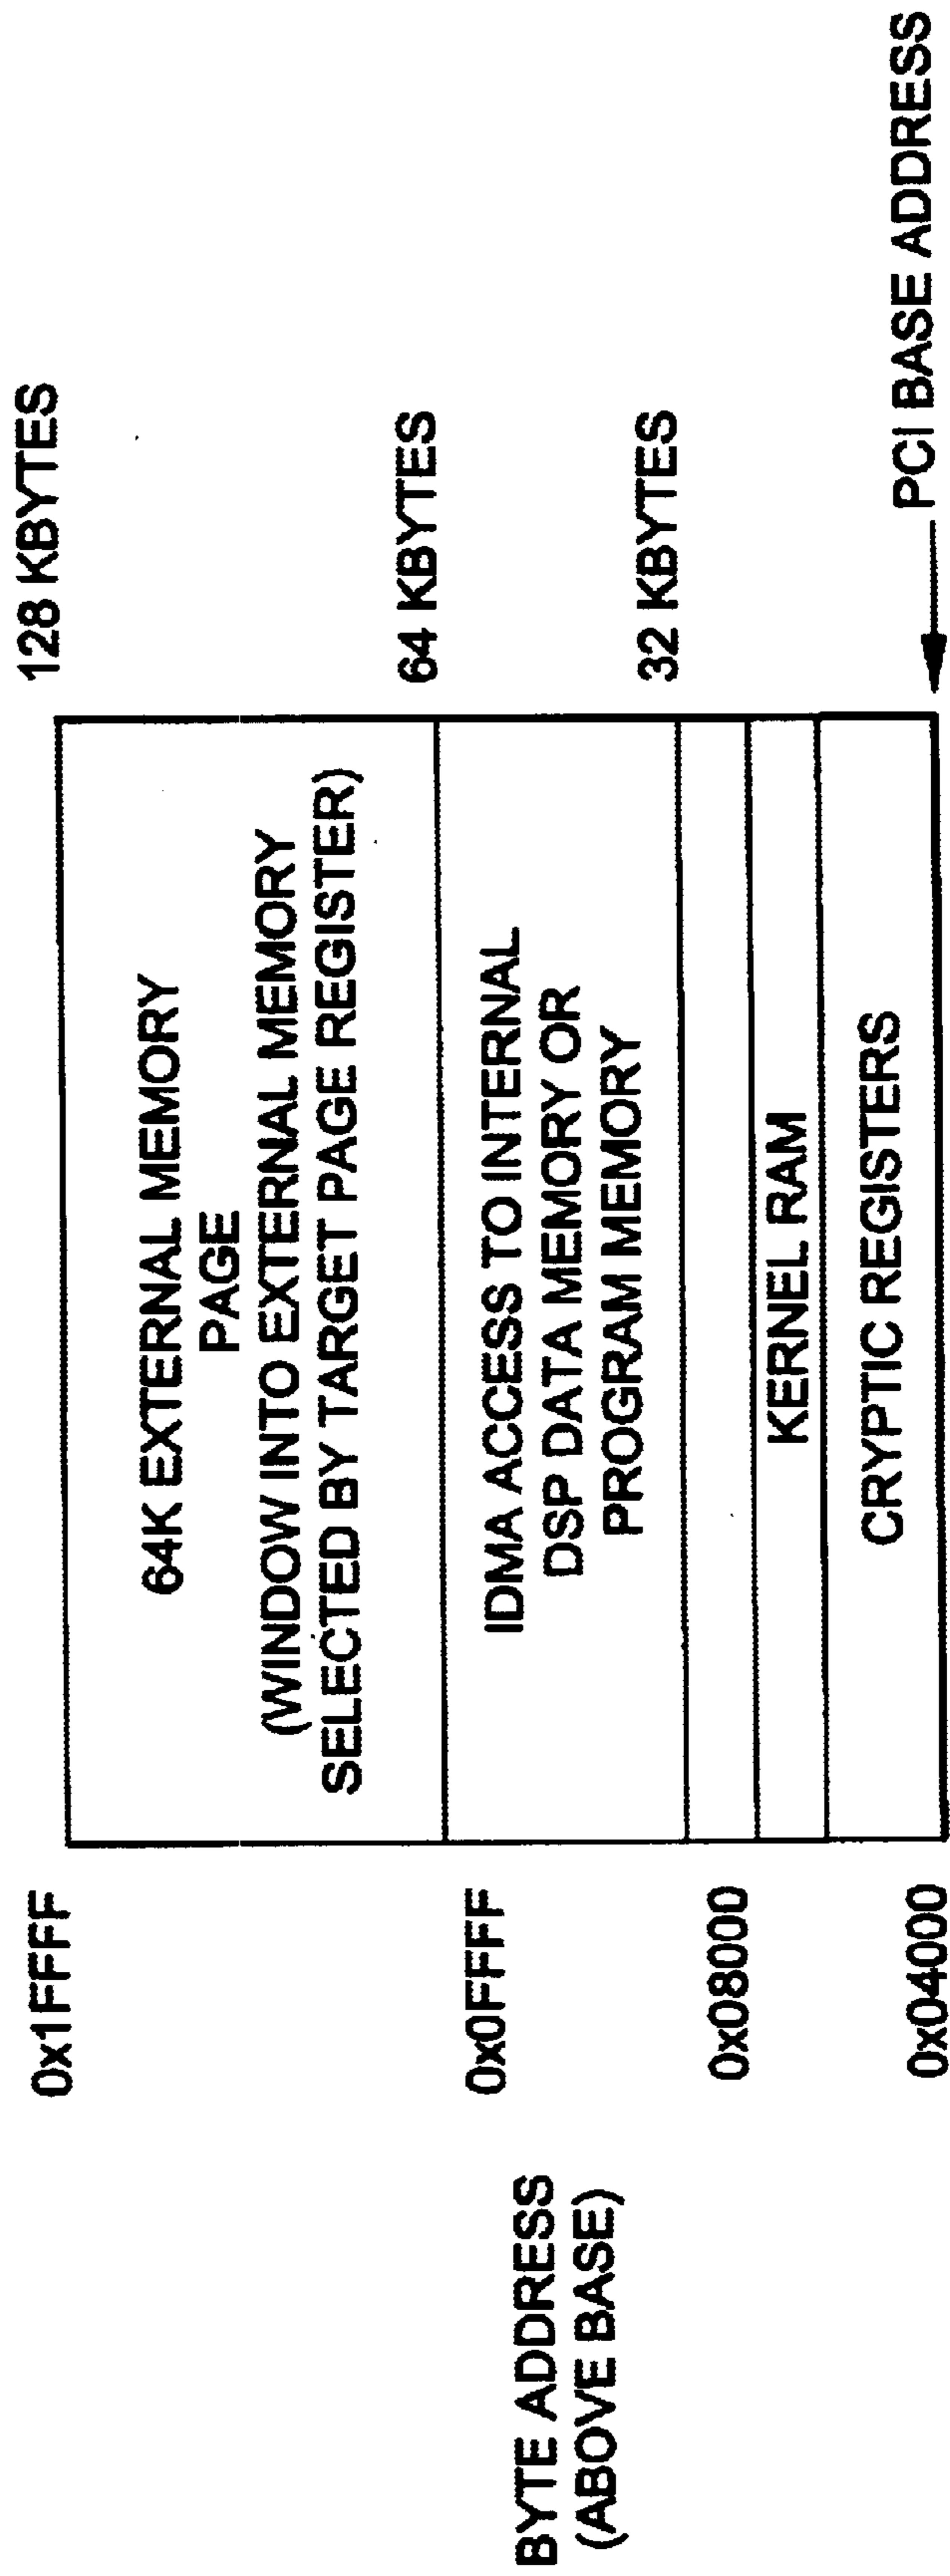 128 KBYTES
0x1FFFF
64K EXTERNAL MEMORY
PAGE
(WINDOW INTO EXTERNAL MEMORY
SELECTED BY TARGET PAGE REGISTER)
64 KBYTES
0x0FFFF
IDMA ACCESS TO INTERNAL
DSP DATA MEMORY OR
PROGRAM MEMORY
BYTE ADDRESS
(ABOVE BASE)
32 KBYTES
0x08000
KERNEL RAM
CRYPTIC REGISTERS
0x04000
PCI BASE ADDRESS